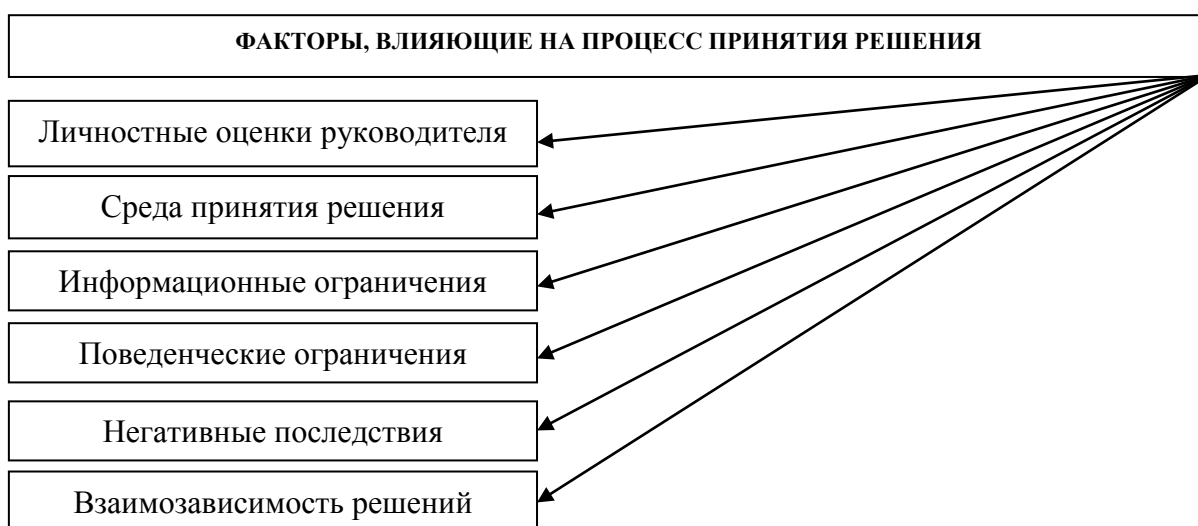 ФАКТОРЫ, ВЛИЯЮЩИЕ НА ПРОЦЕСС ПРИНЯТИЯ РЕШЕНИЯ
Личностные оценки руководителя
Среда принятия решения
Информационные ограничения
Поведенческие ограничения
Негативные последствия
Взаимозависимость решений